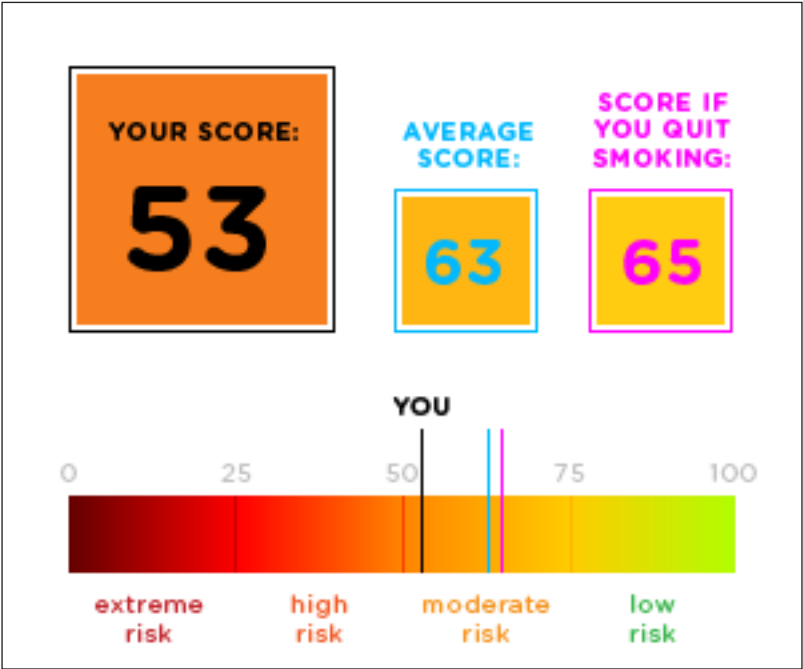 YOUR SCORE:
53
AVERAGE
SCORE:
63
SCORE IF
YOU QUIT
SMOKING:
65
YOU
0 25 50 75 100
extreme risk
high risk
moderate risk
low risk